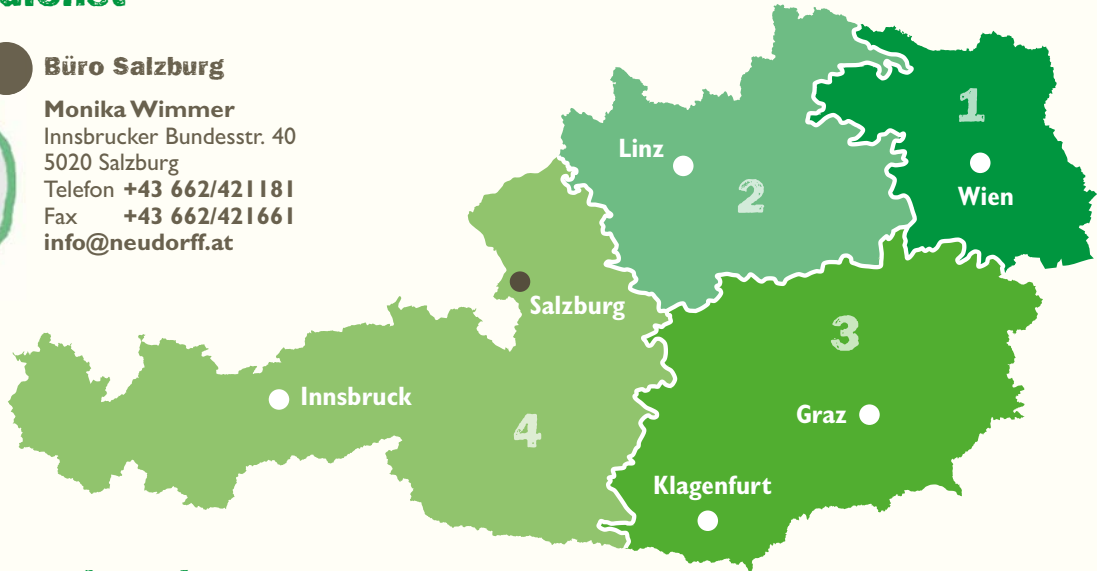 Büro Salzburg
Monika Wimmer
Innsbrucker Bundesstr. 40
5020 Salzburg
Telefon +43 662/421181
Fax +43 662/421661
info@neudorff.at
1
Linz
2
Wien
Salzburg
3
Innsbruck
Graz
4
Klagenfurt